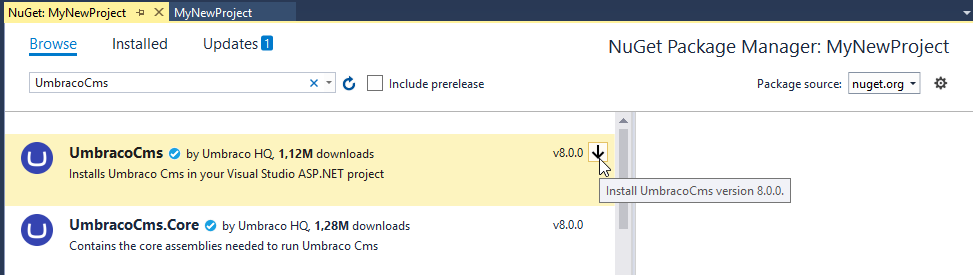 NuGet: MyNewProject MyNewProject
Browse Installed Updates 1 NuGet Package Manager: MyNewProject
UmbracoCms Include prerelease Package source: nuget.org
UmbracoCms by Umbraco HQ, 1,12M downloads v8.0.0
Installs Umbraco Cms in your Visual Studio ASP.NET project
Install UmbracoCms version 8.0.0.
UmbracoCms.Core by Umbraco HQ, 1,28M downloads v8.0.0
Contains the core assemblies needed to run Umbraco Cms